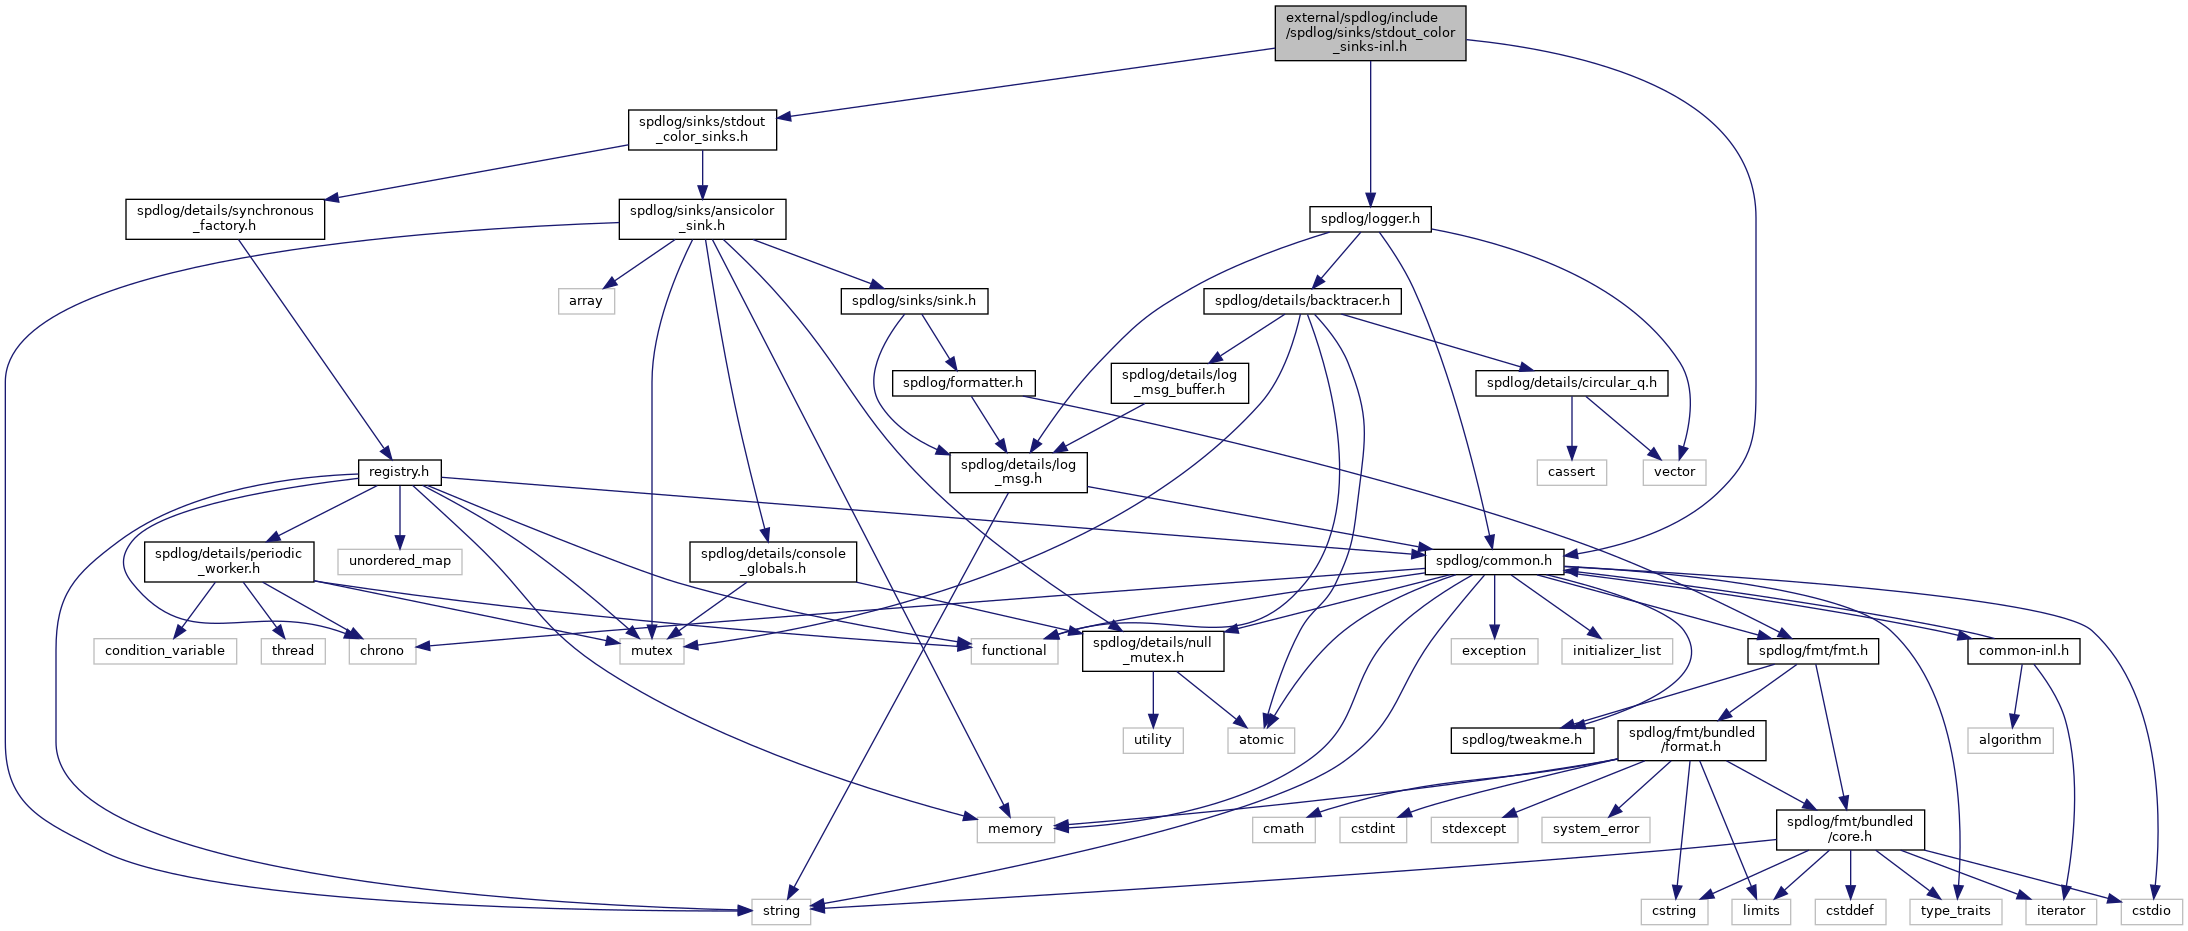 external/spdlog/include
/spdlog/sinks/stdout_color
_sinks-inl.h
spdlog/sinks/stdout
_color_sinks.h
spdlog/details/synchronous
_factory.h
spdlog/sinks/ansicolor
_sink.h
spdlog/logger.h
array
spdlog/sinks/sink.h
spdlog/details/backtracer.h
spdlog/formatter.h
spdlog/details/log
_msg_buffer.h
spdlog/details/circular_q.h
registry.h
spdlog/details/log
_msg.h
cassert
vector
spdlog/details/periodic
_worker.h
unordered_map
spdlog/details/console
_globals.h
spdlog/common.h
condition_variable
thread
chrono
mutex
functional
spdlog/details/null
_mutex.h
exception
initializer_list
spdlog/fmt/fmt.h
common-inl.h
utility
atomic
spdlog/tweakme.h
spdlog/fmt/bundled
/format.h
algorithm
memory
cmath
cstdint
stdexcept
system_error
spdlog/fmt/bundled
/core.h
string
cstring
limits
cstddef
type_traits
iterator
cstdio